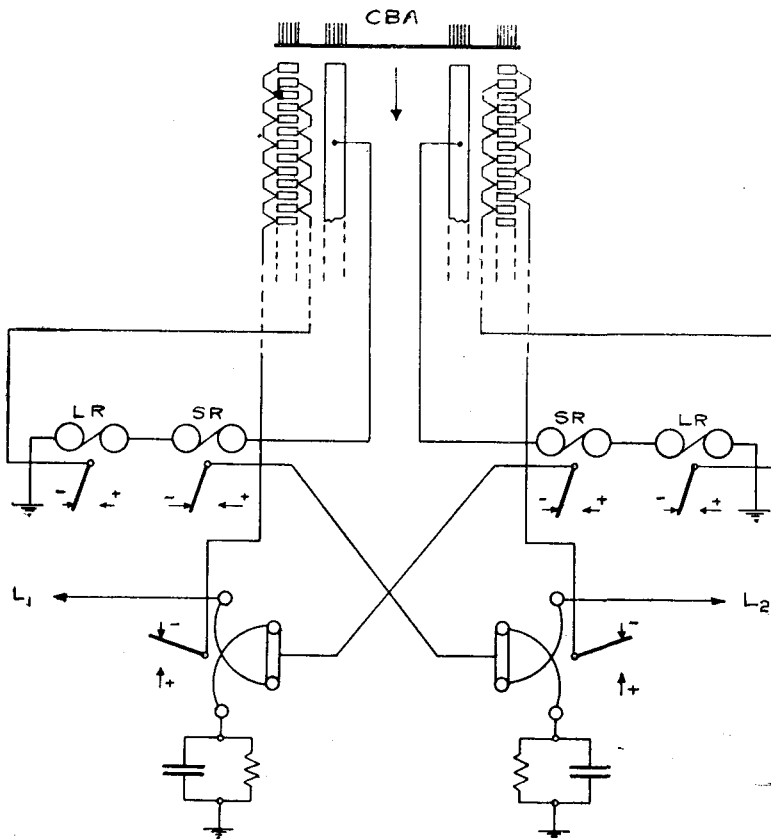 CBA
LR SR SR LR
- + - + - + - +
L1 L2
- -
+ +